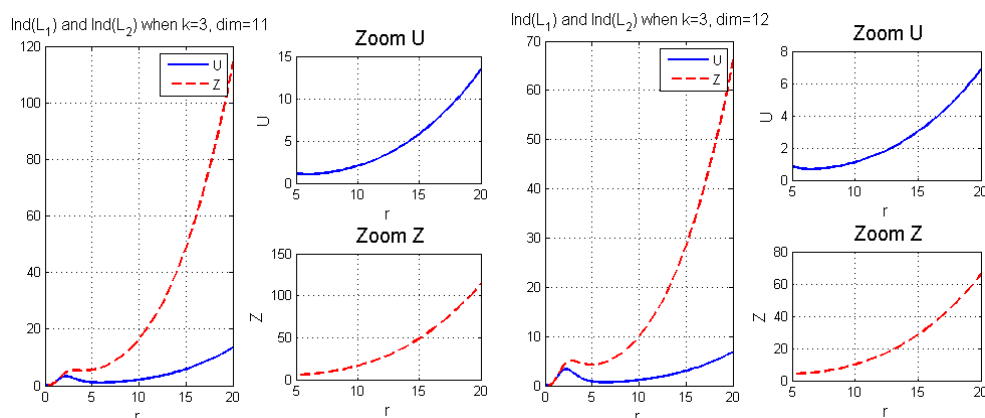 Ind(L₁) and Ind(L₂) when k=3, dim=11
120
100
80
60
40
20
0
0 5 10 15 20
r
U
Z
Zoom U
15
10
5
0
U
5 10 15 20
r
Zoom Z
150
100
50
0
Z
5 10 15 20
r
Ind(L₁) and Ind(L₂) when k=3, dim=12
70
60
50
40
30
20
10
0
0 5 10 15 20
r
U
Z
Zoom U
8
6
4
2
0
U
5 10 15 20
r
Zoom Z
80
60
40
20
0
Z
5 10 15 20
r